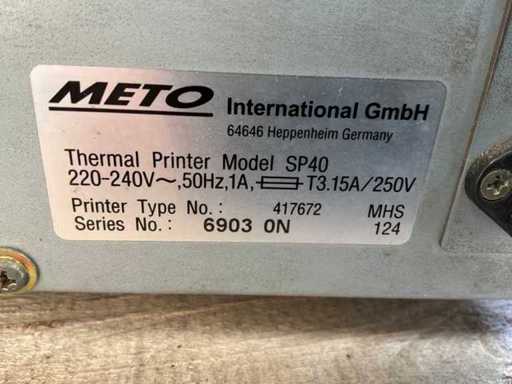 METO International GmbH
64646 Heppenheim Germany
Thermal Printer Model SP40
220-240V~,50Hz,1A, T3.15A/250V
Printer Type No.: 417672 MHS
Series No.: 6903 0N 124